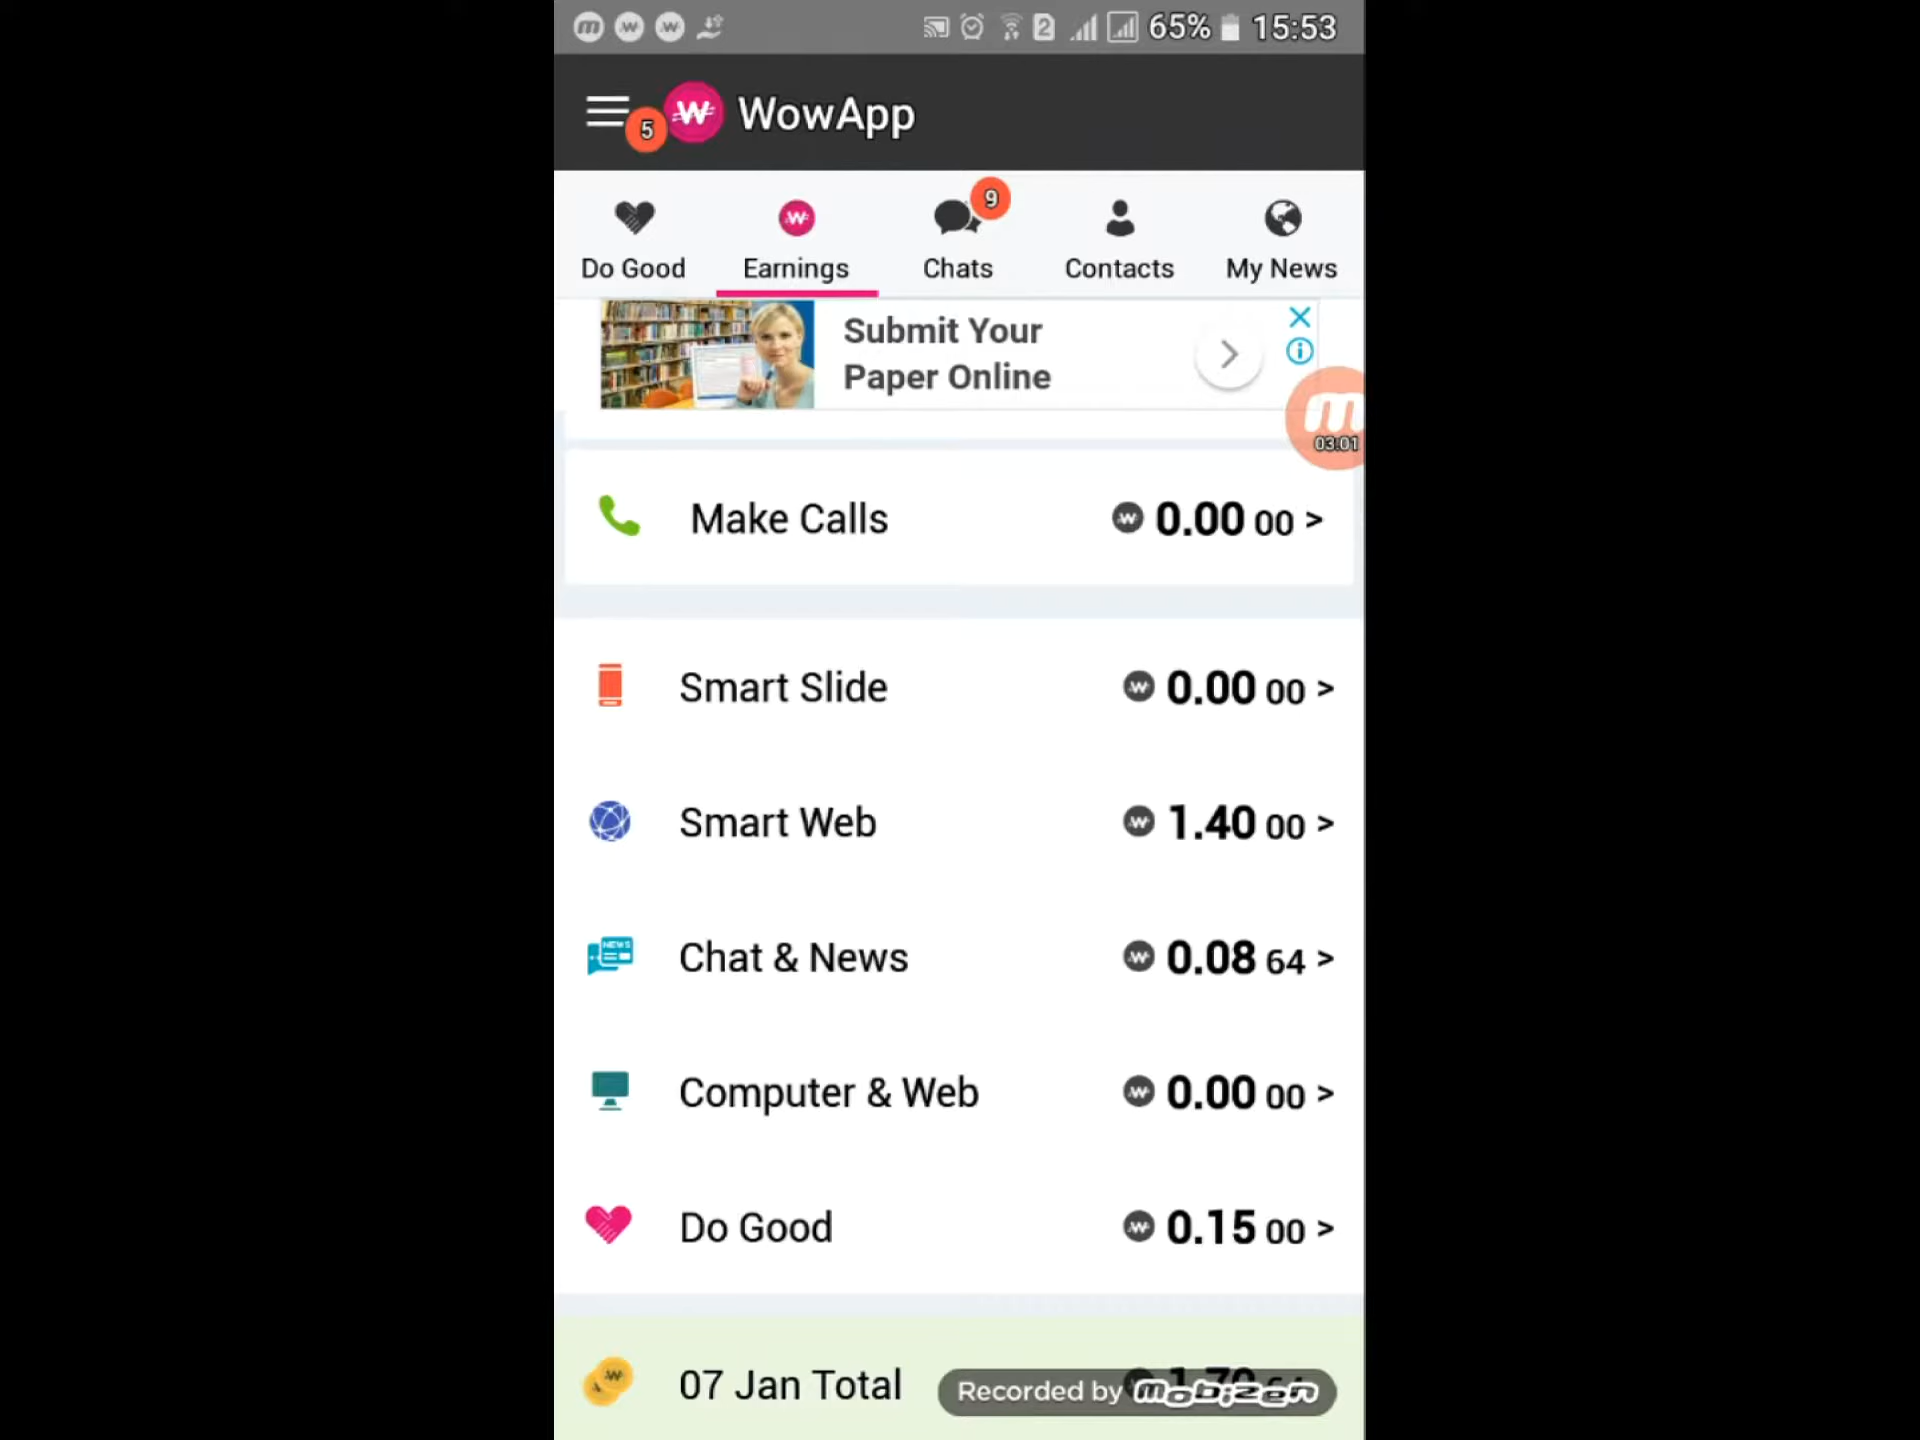 65% 15:53
5 WowApp
9
Do Good Earnings Chats Contacts My News
Submit Your
Paper Online
03:01
Make Calls 0.00 00 >
Smart Slide 0.00 00 >
Smart Web 1.40 00 >
NEWS
Chat & News 0.08 64 >
Computer & Web 0.00 00 >
Do Good 0.15 00 >
07 Jan Total
Recorded by mobizen